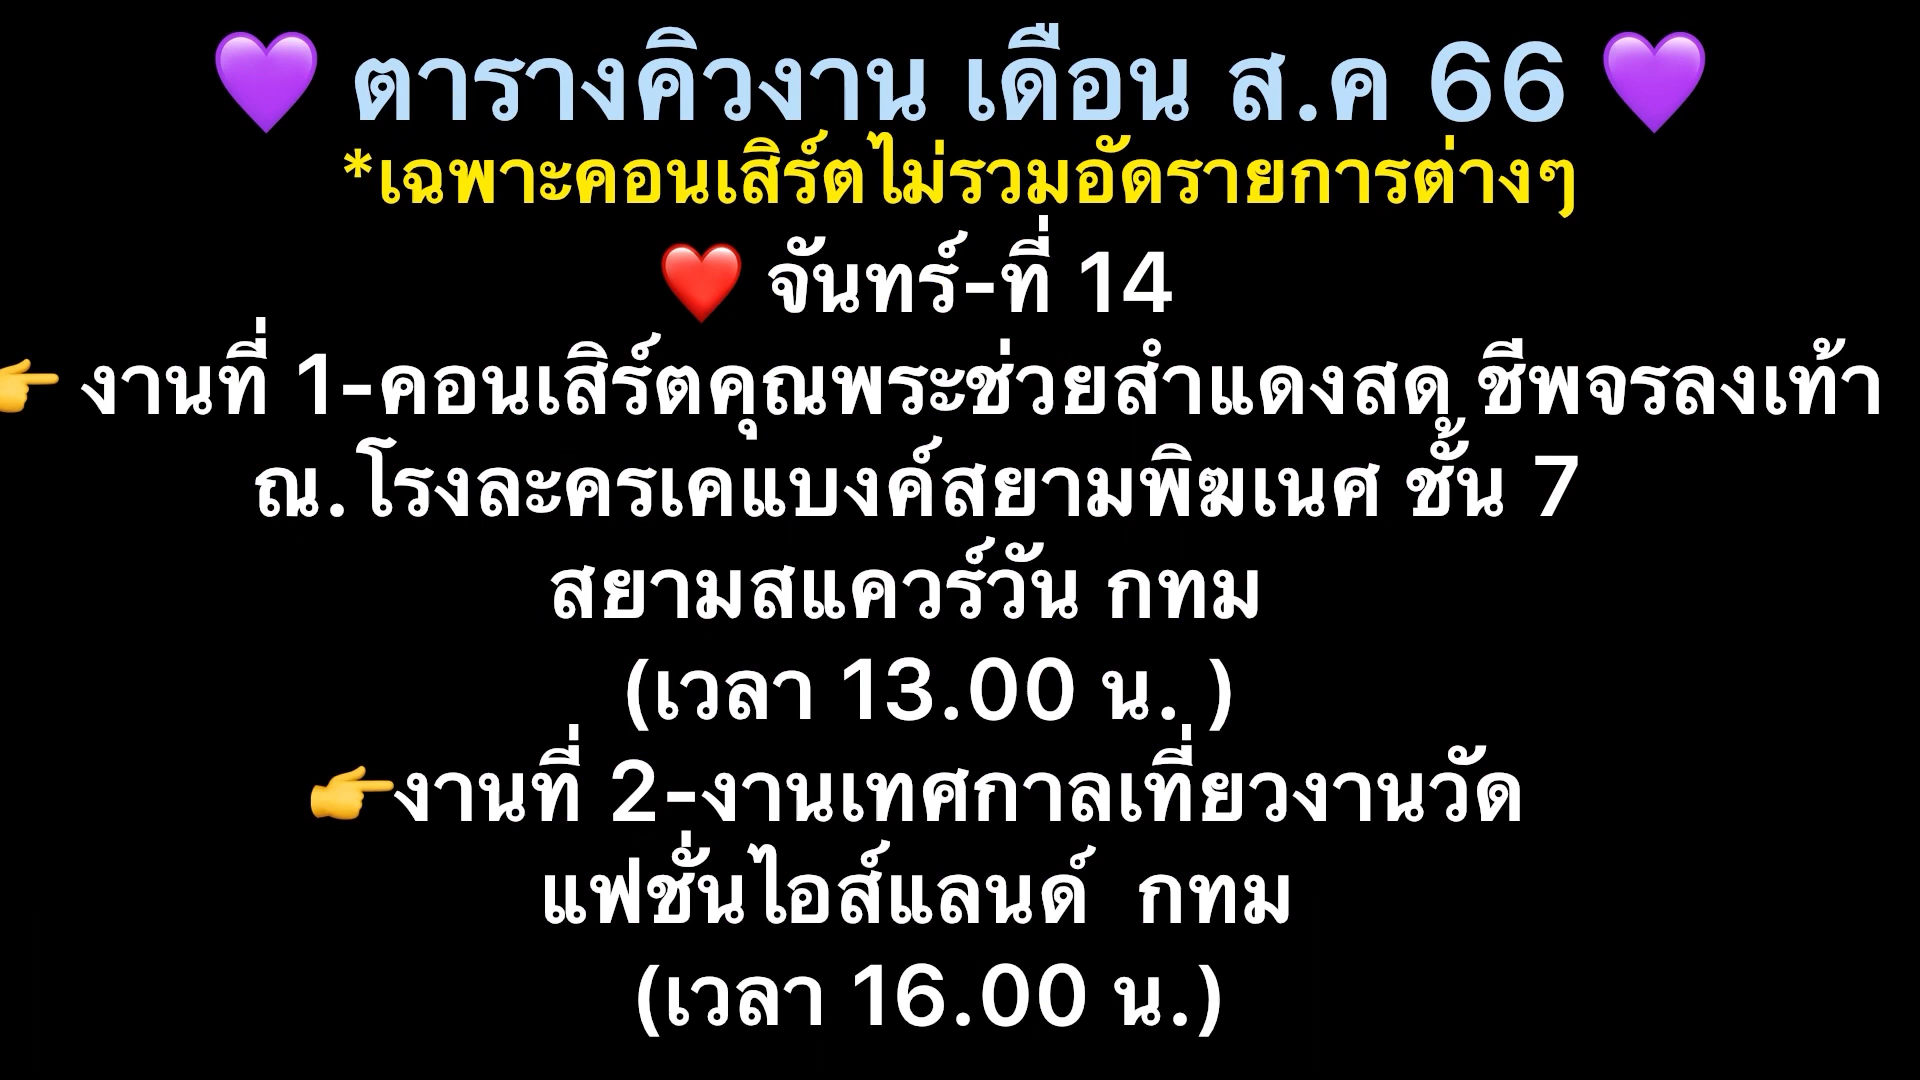 💜 ตารางคิวงาน เดือน ส.ค 66 💜
*เฉพาะคอนเสิร์ตไม่รวมอัดรายการต่างๆ
❤️ จันทร์-ที่ 14
👉 งานที่ 1-คอนเสิร์ตคุณพระช่วยสำแดงสด ชีพจรลงเท้า
ณ.โรงละครเคแบงค์สยามพิฆเนศ ชั้น 7
สยามสแควร์วัน กทม
(เวลา 13.00 น. )
👉งานที่ 2-งานเทศกาลเที่ยวงานวัด
แฟชั่นไอส์แลนด์ กทม
(เวลา 16.00 น.)